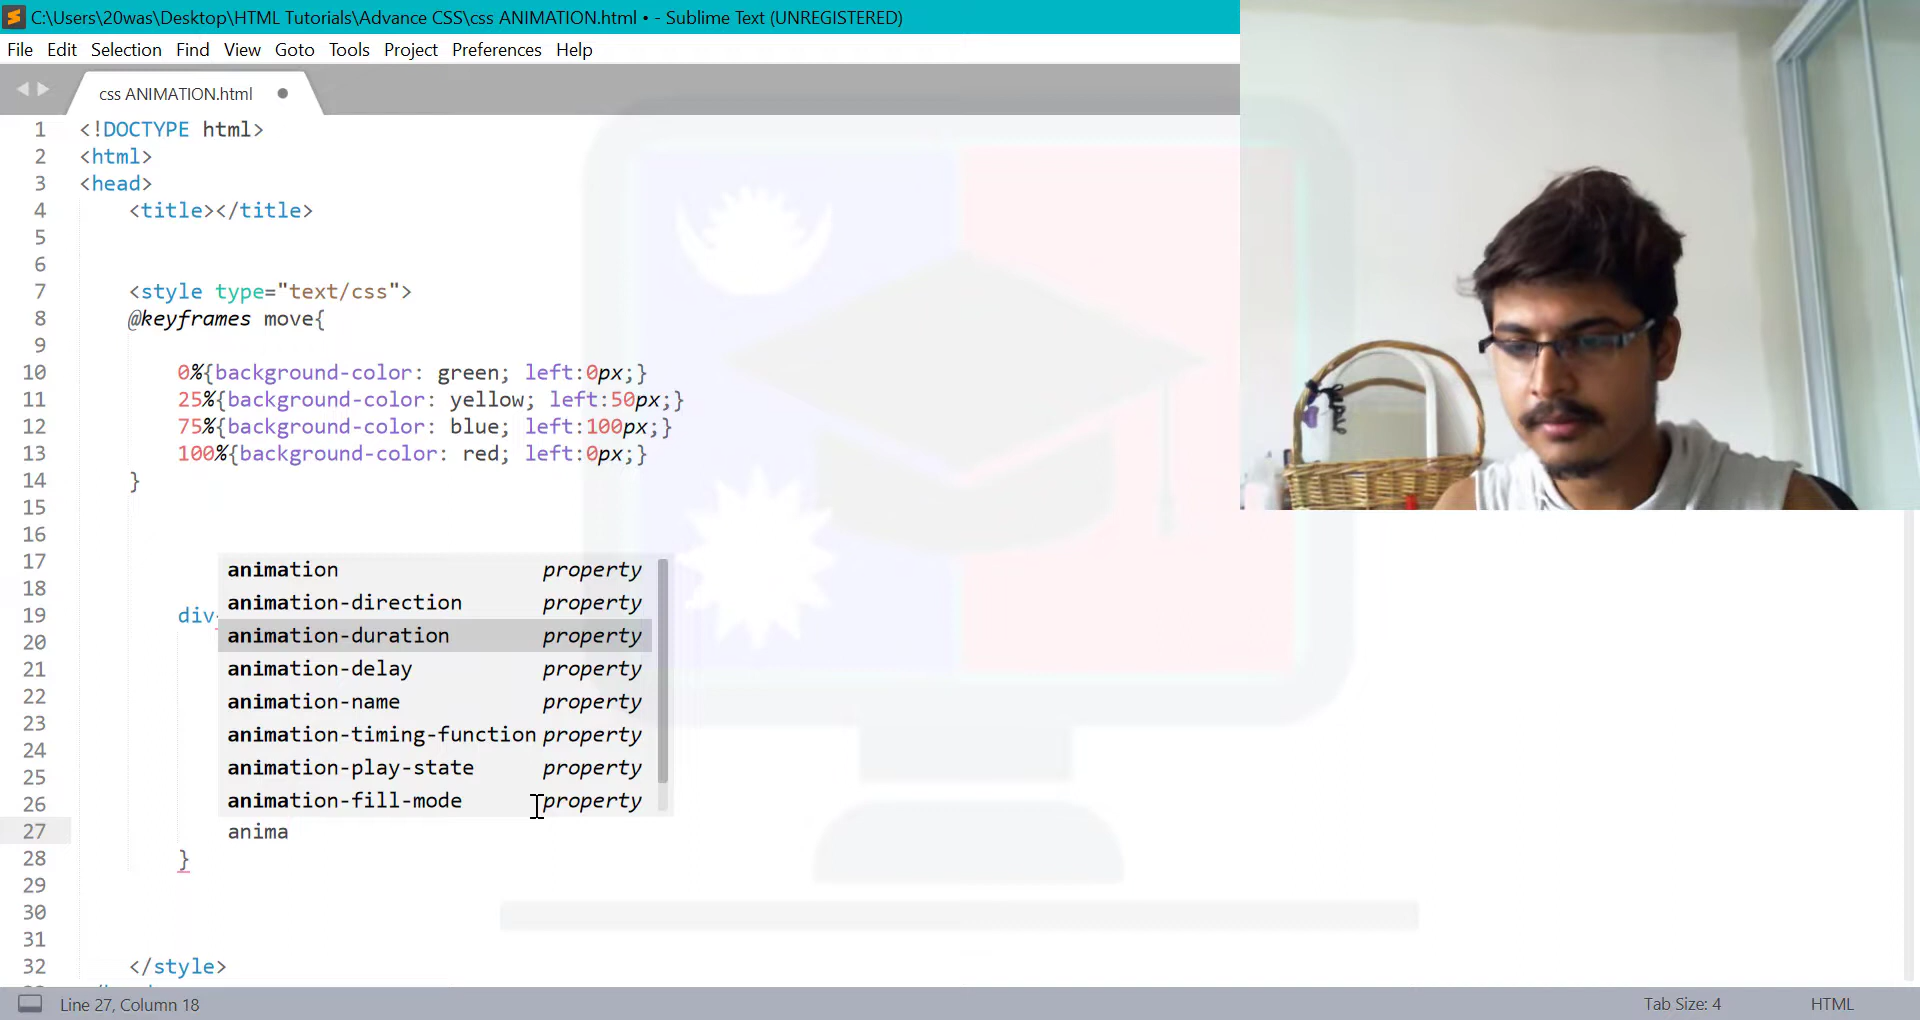 C:\Users\20was\Desktop\HTML Tutorials\Advance CSS\css ANIMATION.html • - Sublime Text (UNREGISTERED)
File Edit Selection Find View Goto Tools Project Preferences Help
css ANIMATION.html
1 <!DOCTYPE html>
2 <html>
3 <head>
4 <title></title>
5
6
7 <style type="text/css">
8 @keyframes move{
9
10 0%{background-color: green; left:0px;}
11 25%{background-color: yellow; left:50px;}
12 75%{background-color: blue; left:100px;}
13 100%{background-color: red; left:0px;}
14 }
15
16
17 animation property
18 animation-direction property
19 div
20 animation-duration property
21 animation-delay property
22 animation-name property
23
24 animation-timing-function property
25 animation-play-state property
26 animation-fill-mode property
27 anima
28 }
29
30
31
32 </style>
Line 27, Column 18 Tab Size: 4 HTML